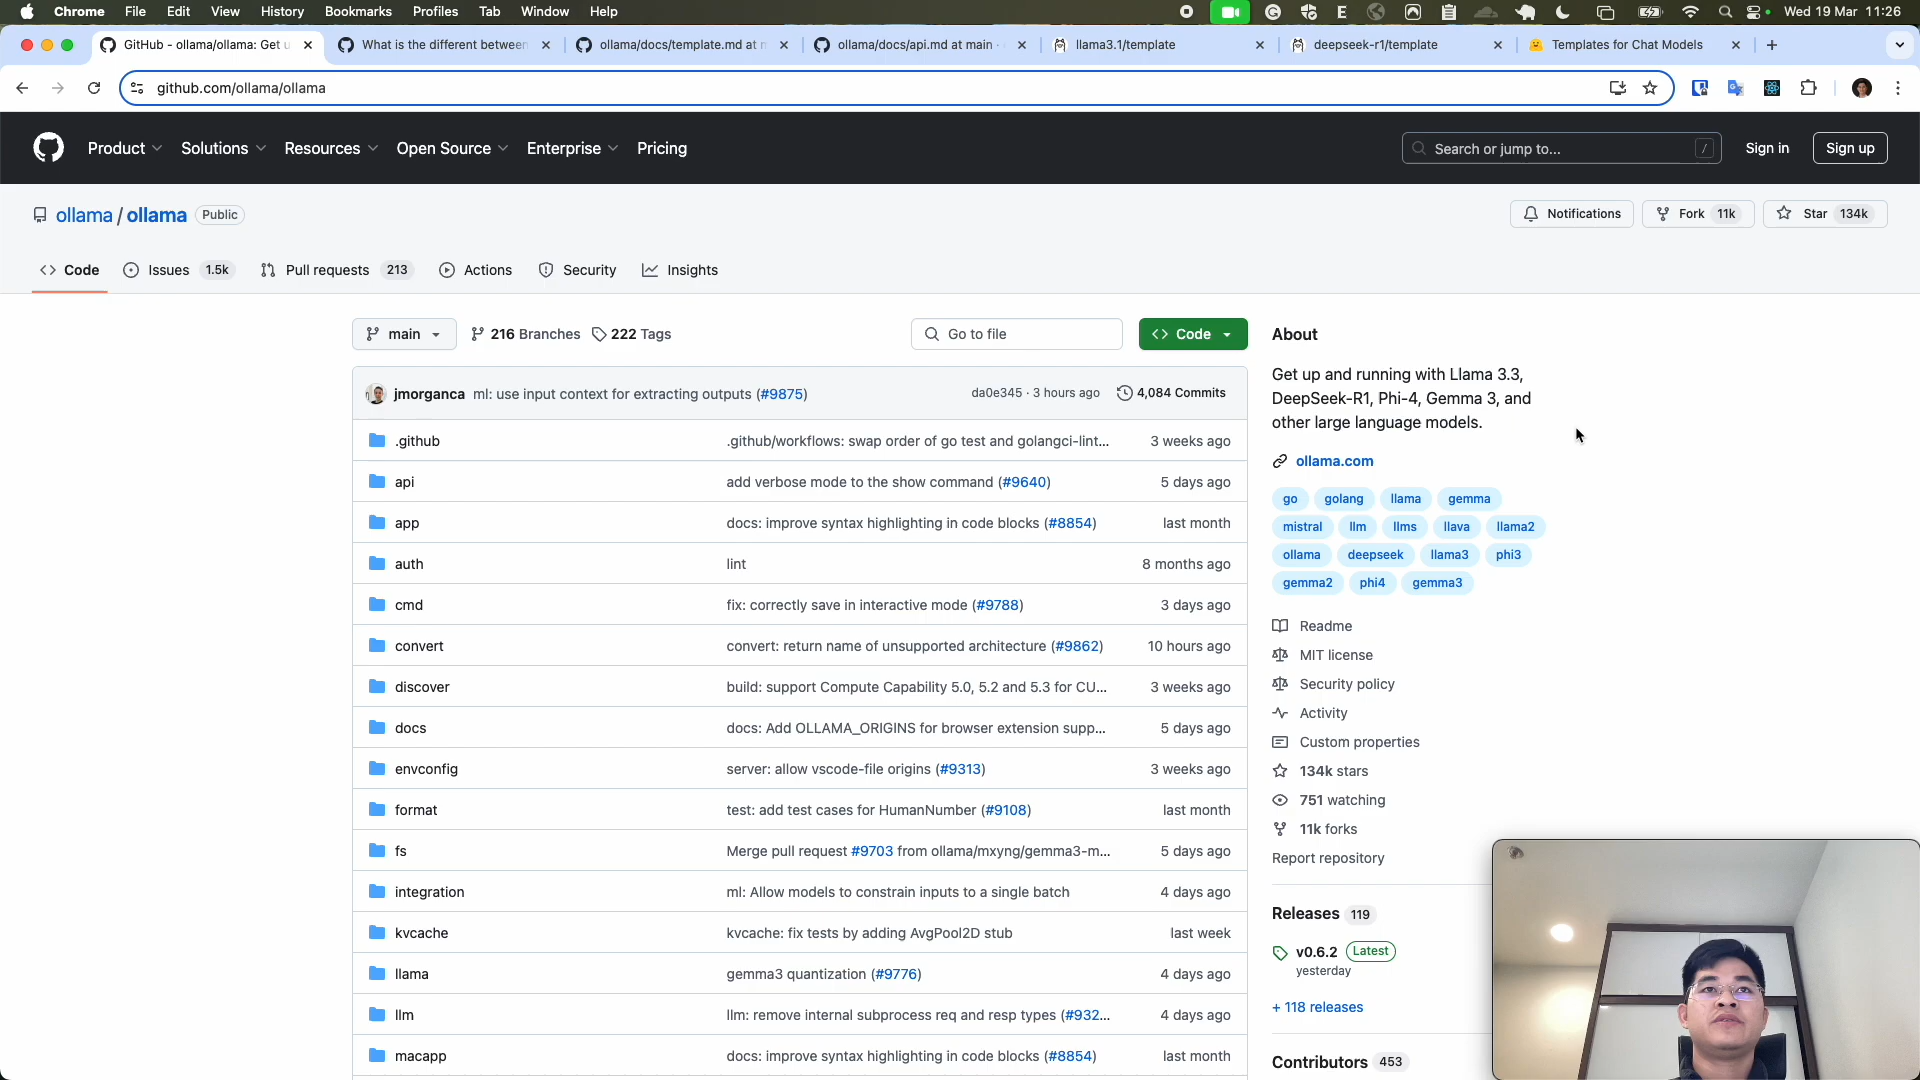 Chrome File Edit View History Bookmarks Profiles Tab Window Help Wed 19 Mar 11:26
GitHub - ollama/ollama: Get u What is the different between ollama/docs/template.md at m ollama/docs/api.md at main · llama3.1/template deepseek-r1/template Templates for Chat Models
github.com/ollama/ollama
Product Solutions Resources Open Source Enterprise Pricing Search or jump to... / Sign in Sign up
ollama / ollama Public Notifications Fork 11k Star 134k
Code Issues 1.5k Pull requests 213 Actions Security Insights
main 216 Branches 222 Tags Go to file Code
jmorganca ml: use input context for extracting outputs (#9875) da0e345 · 3 hours ago 4,084 Commits
.github .github/workflows: swap order of go test and golangci-lint... 3 weeks ago
api add verbose mode to the show command (#9640) 5 days ago
app docs: improve syntax highlighting in code blocks (#8854) last month
auth lint 8 months ago
cmd fix: correctly save in interactive mode (#9788) 3 days ago
convert convert: return name of unsupported architecture (#9862) 10 hours ago
discover build: support Compute Capability 5.0, 5.2 and 5.3 for CU... 3 weeks ago
docs docs: Add OLLAMA_ORIGINS for browser extension supp... 5 days ago
envconfig server: allow vscode-file origins (#9313) 3 weeks ago
format test: add test cases for HumanNumber (#9108) last month
fs Merge pull request #9703 from ollama/mxyng/gemma3-m... 5 days ago
integration ml: Allow models to constrain inputs to a single batch 4 days ago
kvcache kvcache: fix tests by adding AvgPool2D stub last week
llama gemma3 quantization (#9776) 4 days ago
llm llm: remove internal subprocess req and resp types (#932... 4 days ago
macapp docs: improve syntax highlighting in code blocks (#8854) last month
About
Get up and running with Llama 3.3,
DeepSeek-R1, Phi-4, Gemma 3, and
other large language models.
ollama.com
go golang llama gemma
mistral llm llms llava llama2
ollama deepseek llama3 phi3
gemma2 phi4 gemma3
Readme
MIT license
Security policy
Activity
Custom properties
134k stars
751 watching
11k forks
Report repository
Releases 119
v0.6.2 Latest
yesterday
+ 118 releases
Contributors 453